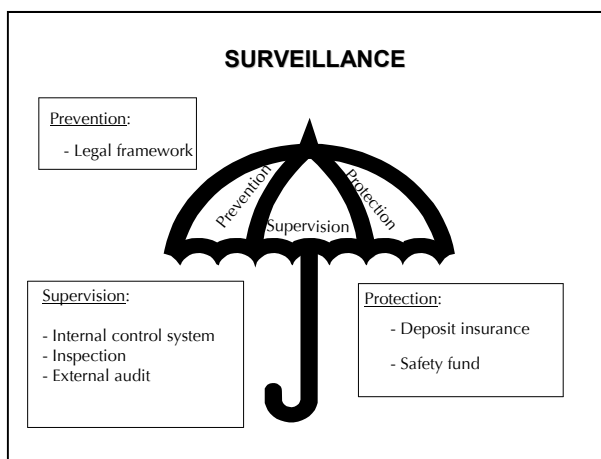 SURVEILLANCE
Prevention:
- Legal framework
Prevention
Supervision
Protection
Supervision:
- Internal control system
- Inspection
- External audit
Protection:
- Deposit insurance
- Safety fund